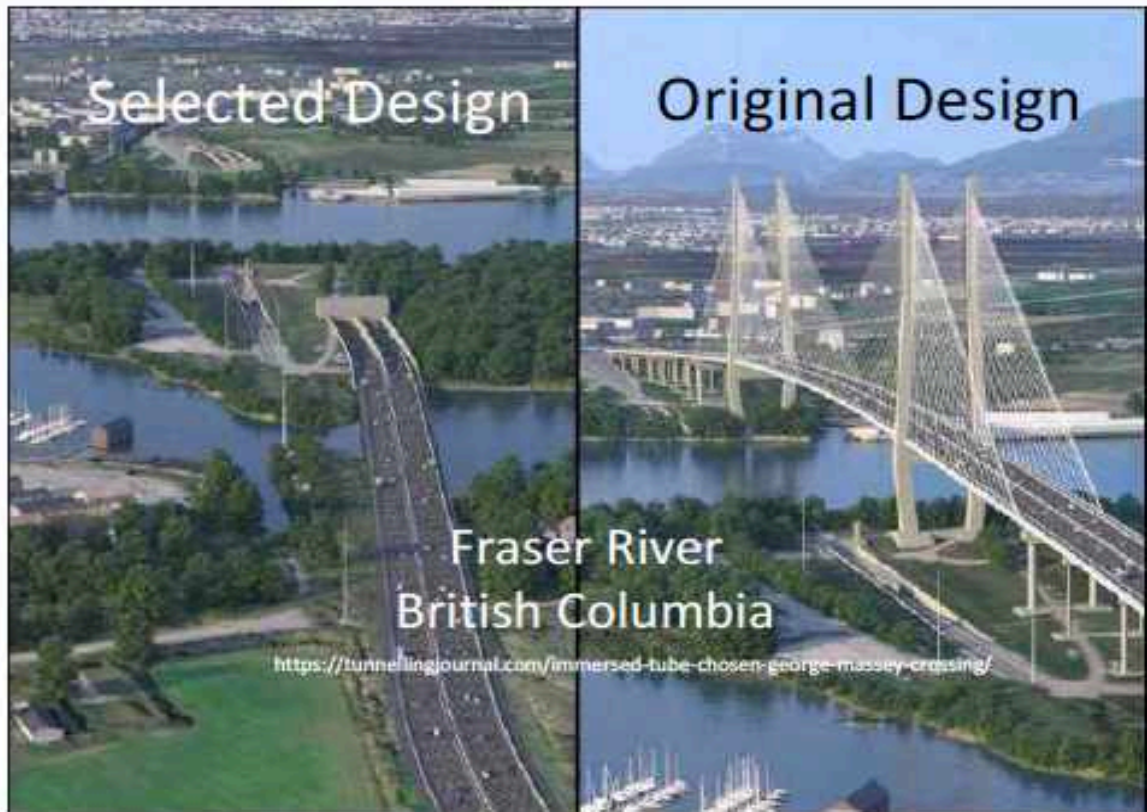 Selected Design
Original Design
Fraser River
British Columbia
https://tunnellingjournal.com/immersed-tube-chosen-george-massey-crossing/